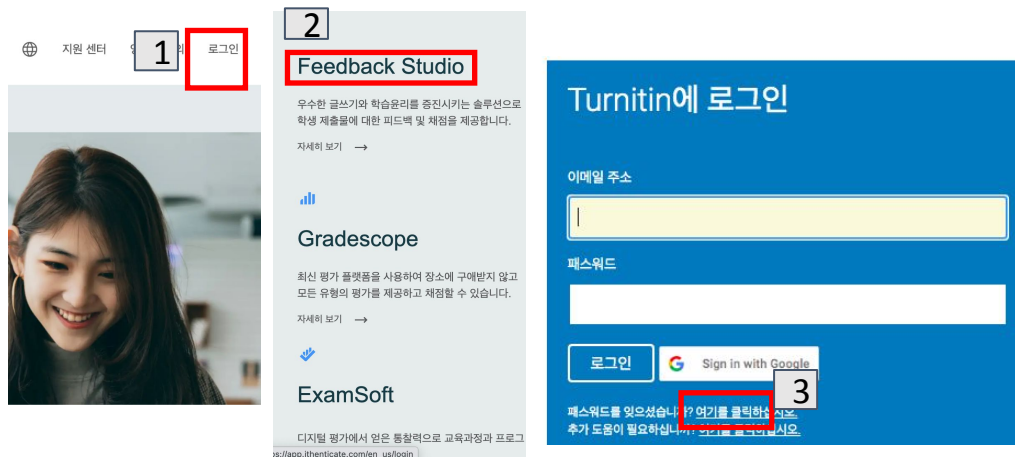 지원 센터
로그인
1
2
Feedback Studio
우수한 글쓰기와 학습윤리를 증진시키는 솔루션으로
학생 제출물에 대한 피드백 및 채점을 제공합니다.
자세히 보기 →
Gradescope
최신 평가 플랫폼을 사용하여 장소에 구애받지 않고
모든 유형의 평가를 제공하고 채점할 수 있습니다.
자세히 보기 →
ExamSoft
디지털 평가에서 얻은 통찰력으로 교육과정과 프로그
ps://app.ithenticate.com/en_us/login
Turnitin에 로그인
이메일 주소
패스워드
로그인
G Sign in with Google
3
패스워드를 잊으셨습니까? 여기를 클릭하십시오.
추가 도움이 필요하십니까? 여기를 클릭하십시오.